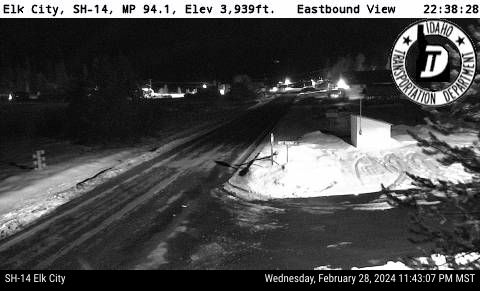 Elk City, SH-14, MP 94.1, Elev 3,939ft. Eastbound View 22:38:28
IDAHO
TRANSPORTATION DEPARTMENT
SH-14 Elk City Wednesday, February 28, 2024 11:43:07 PM MST